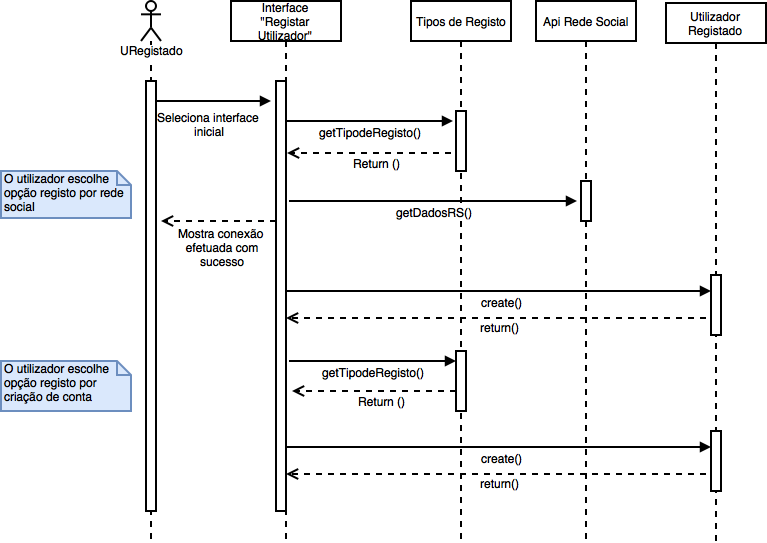 URegistado
Interface
"Registar
Utilizador"
Tipos de Registo
Api Rede Social
Utilizador
Registado
Seleciona interface
inicial
getTipodeRegisto()
Return ()
O utilizador escolhe
opção registo por rede
social
getDadosRS()
Mostra conexão
efetuada com
sucesso
create()
return()
O utilizador escolhe
opção registo por
criação de conta
getTipodeRegisto()
Return ()
create()
return()